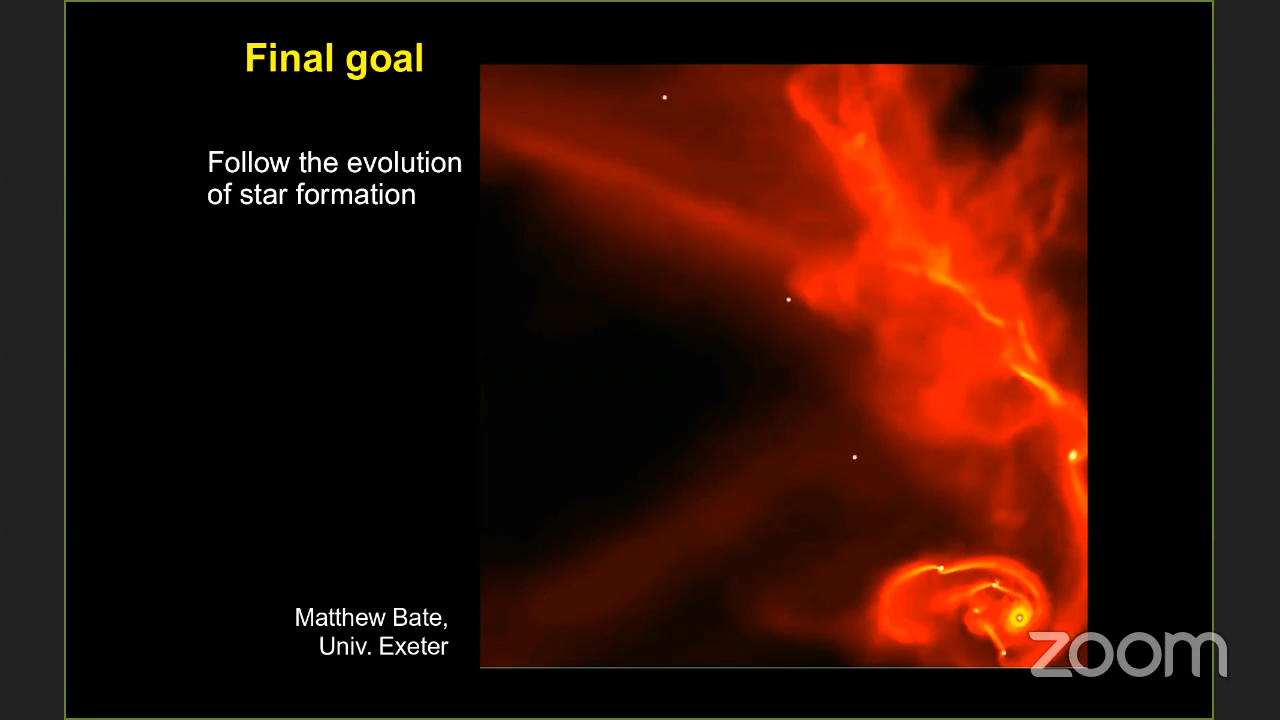 Final goal
Follow the evolution
of star formation
Matthew Bate,
Univ. Exeter
zoom